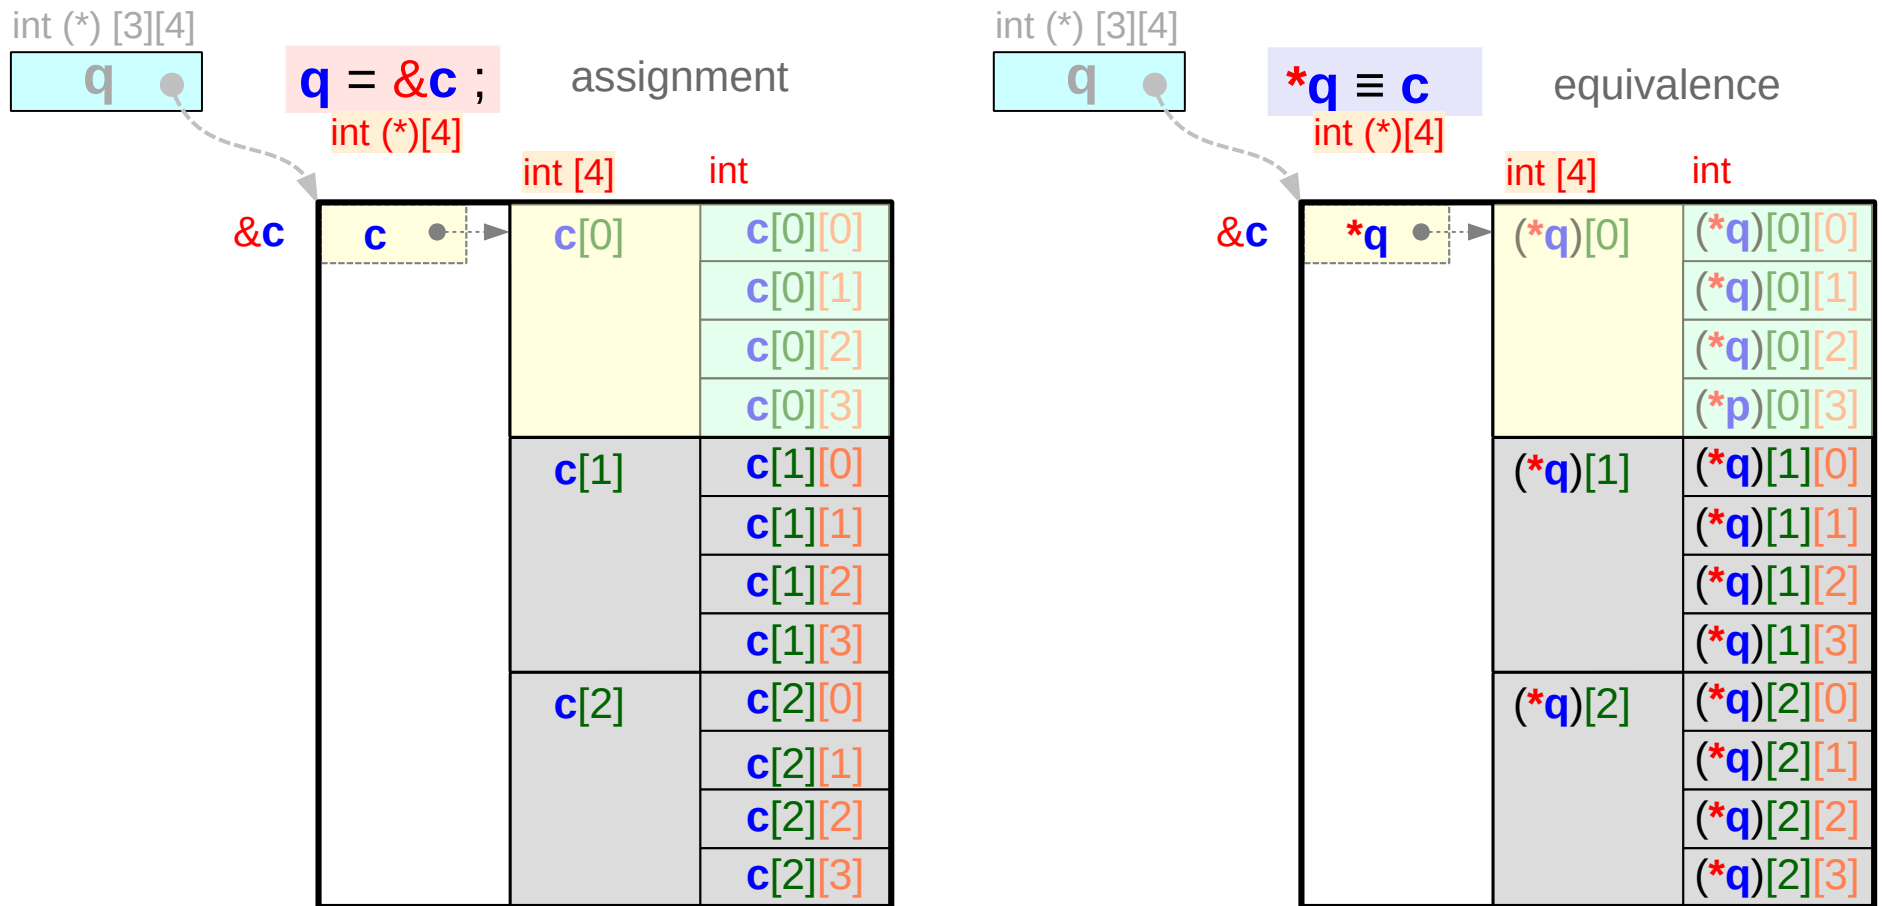 int (*) [3][4]
q
q = &c ;
assignment
int (*)[4]
int [4]
int
&c
c
c[0]
c[0][0]
c[0][1]
c[0][2]
c[0][3]
c[1]
c[1][0]
c[1][1]
c[1][2]
c[1][3]
c[2]
c[2][0]
c[2][1]
c[2][2]
c[2][3]
int (*) [3][4]
q
*q ≡ c
equivalence
int (*)[4]
int [4]
int
&c
*q
(*q)[0]
(*q)[0][0]
(*q)[0][1]
(*q)[0][2]
(*p)[0][3]
(*q)[1]
(*q)[1][0]
(*q)[1][1]
(*q)[1][2]
(*q)[1][3]
(*q)[2]
(*q)[2][0]
(*q)[2][1]
(*q)[2][2]
(*q)[2][3]